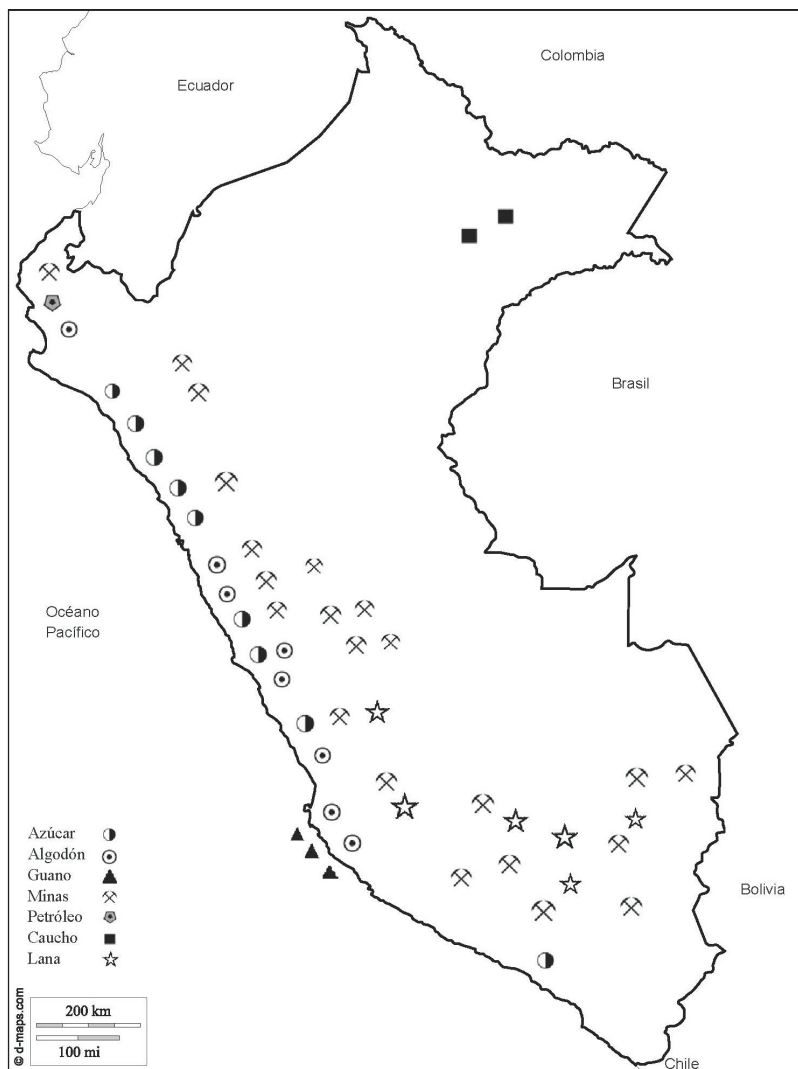 Colombia
Ecuador
Brasil
Océano
Pacífico
Azúcar
Algodón
Guano
Minas
Petróleo
Caucho
Lana
Bolivia
200 km
100 mi
© d-maps.com
Chile